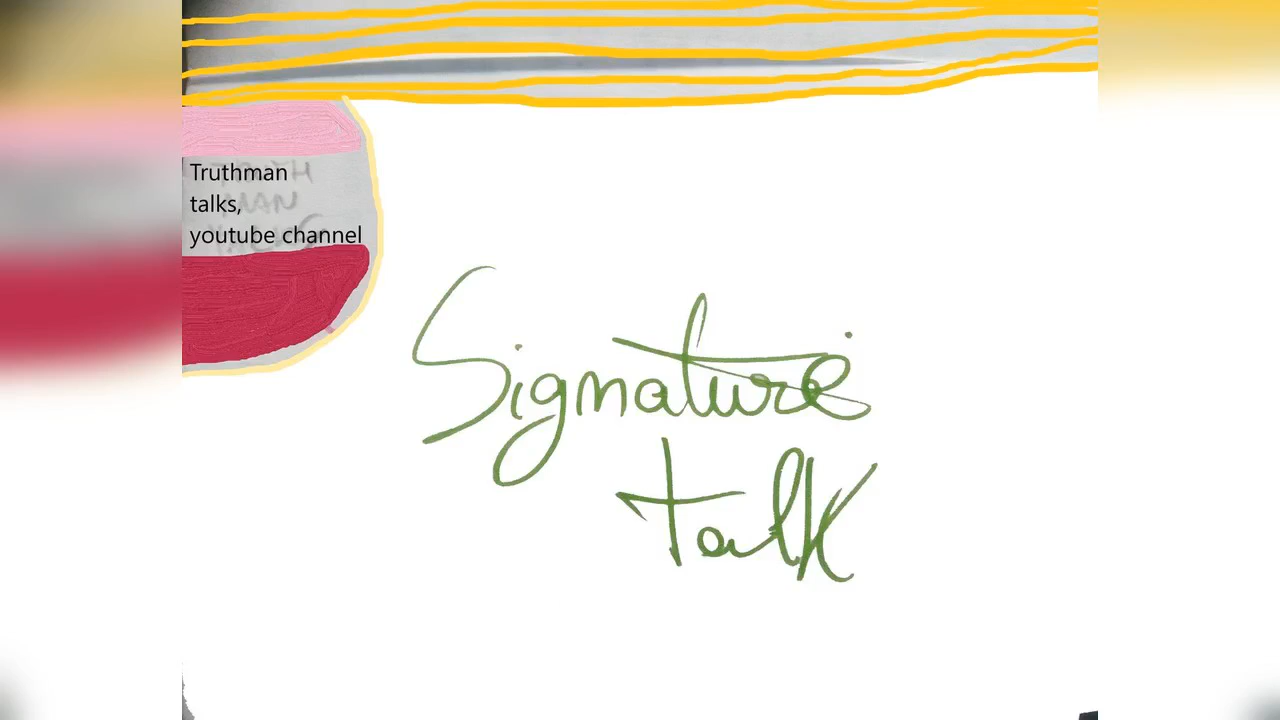 Truthman
talks,
youtube channel
Signature
talk